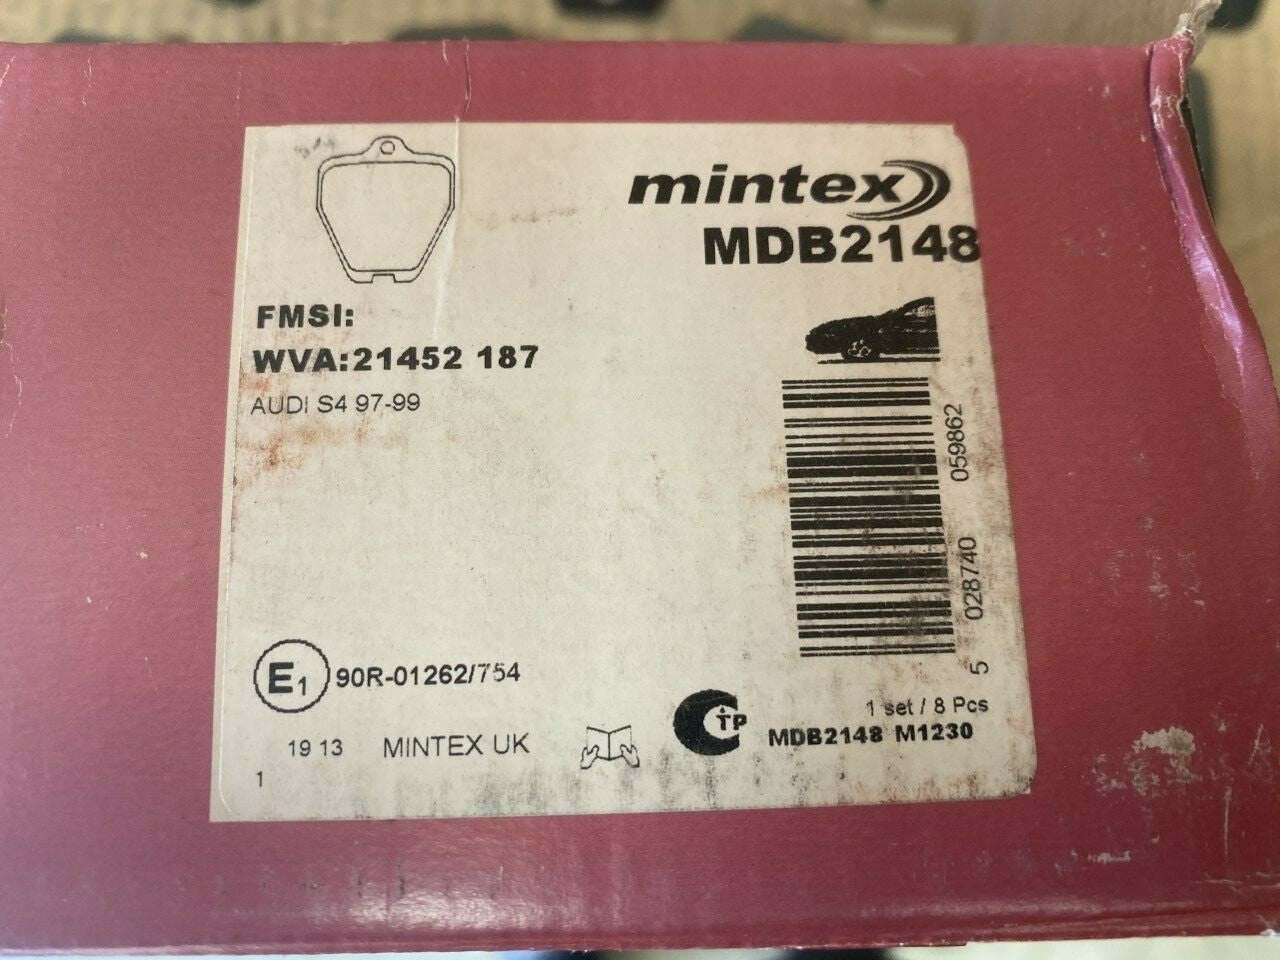 mintex
MDB2148
FMSI:
WVA:21452 187
AUDI S4 97-99
5 028740 059862
E1 90R-01262/754
TP
1 set / 8 Pcs
MDB2148 M1230
19 13 MINTEX UK
1